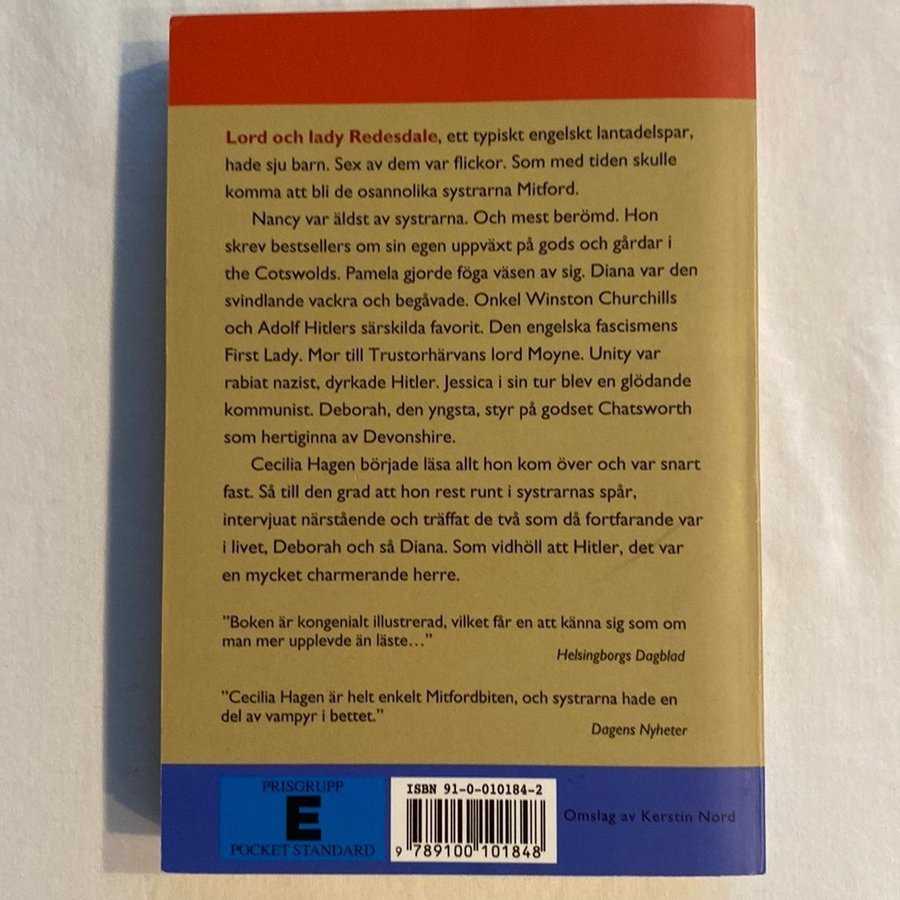 Lord och lady Redesdale, ett typiskt engelskt lantadelspar,
hade sju barn. Sex av dem var flickor. Som med tiden skulle
komma att bli de osannolika systrarna Mitford.
Nancy var äldst av systrarna. Och mest berömd. Hon
skrev bestsellers om sin egen uppväxt på gods och gårdar i
the Cotswolds. Pamela gjorde föga väsen av sig. Diana var den
svindlande vackra och begåvade. Onkel Winston Churchills
och Adolf Hitlers särskilda favorit. Den engelska fascismens
First Lady. Mor till Trustorhärvans lord Moyne. Unity var
rabiat nazist, dyrkade Hitler. Jessica i sin tur blev en glödande
kommunist. Deborah, den yngsta, styr på godset Chatsworth
som hertiginna av Devonshire.
Cecilia Hagen började läsa allt hon kom över och var snart
fast. Så till den grad att hon rest runt i systrarnas spår,
intervjuat närstående och träffat de två som då fortfarande var
i livet, Deborah och så Diana. Som vidhöll att Hitler, det var
en mycket charmerande herre.
”Boken är kongenialt illustrerad, vilket får en att känna sig som om
man mer upplevde än läste…”
Helsingborgs Dagblad
”Cecilia Hagen är helt enkelt Mitfordbiten, och systrarna hade en
del av vampyr i bettet.”
Dagens Nyheter
PRISGRUPP
E
POCKET STANDARD
ISBN 91-0-010184-2
9 789100 101848
Omslag av Kerstin Nord